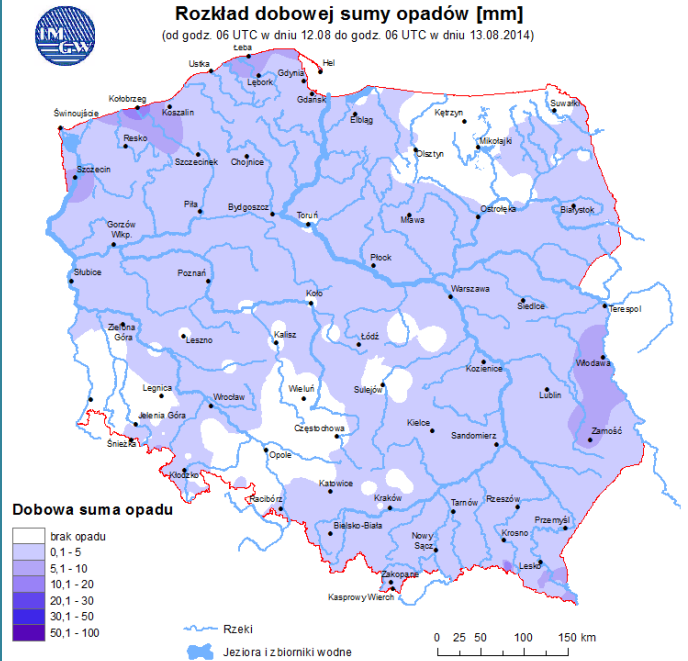 Rozkład dobowej sumy opadów [mm]
(od godz. 06 UTC w dniu 12.08 do godz. 06 UTC w dniu 13.08.2014)
IM
GW
Łeba
Ustka
Hel
Gdynia
Lębork
Gdańsk
Kołobrzeg
Koszalin
Świnoujście
Elbląg
Kętrzyn
Suwałki
Resko
Mikołajki
Olsztyn
Szczecinek
Chojnice
Szczecin
Piła
Bydgoszcz
Toruń
Mława
Ostrołęka
Białystok
Gorzów
Wlkp.
Płock
Słubice
Poznań
Koło
Warszawa
Siedlce
Terespol
Zielona
Góra
Leszno
Kalisz
Łódź
Włodawa
Kozienice
Legnica
Wrocław
Wieluń
Sulejów
Lublin
Jelenia Góra
Śnieżka
Częstochowa
Kielce
Sandomierz
Zamość
Opole
Kłodzko
Racibórz
Katowice
Kraków
Tarnów
Rzeszów
Bielsko-Biała
Nowy
Sącz
Krosno
Przemyśl
Lesko
Zakopane
Kasprowy Wierch
Dobowa suma opadu
brak opadu
0,1 - 5
5,1 - 10
10,1 - 20
20,1 - 30
30,1 - 50
50,1 - 100
Rzeki
Jeziora i zbiorniki wodne
0 25 50 100 150 km